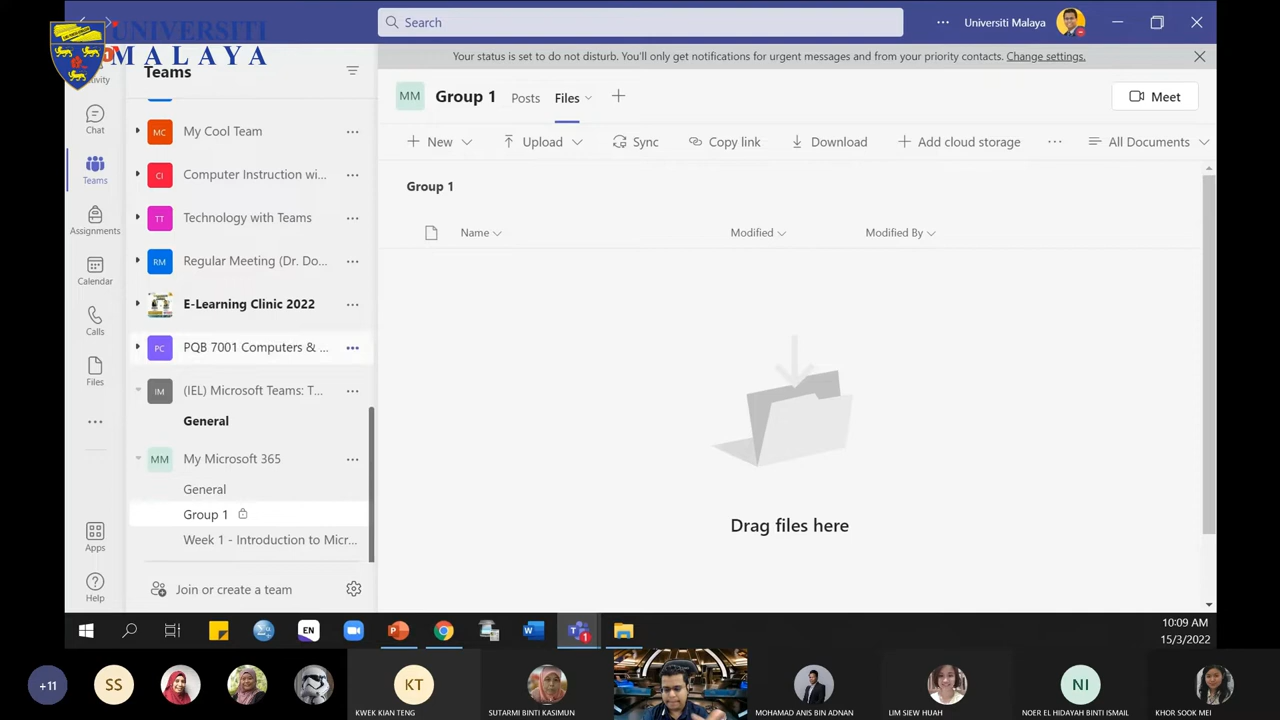 UNIVERSITI
MALAYA
Search
Universiti Malaya
Your status is set to do not disturb. You'll only get notifications for urgent messages and from your priority contacts. Change settings.
Teams
MM
Group 1
Posts
Files
Meet
New
Upload
Sync
Copy link
Download
Add cloud storage
All Documents
Chat
Teams
Assignments
Calendar
Calls
Files
Apps
Help
MC
My Cool Team
CI
Computer Instruction wi...
TT
Technology with Teams
RM
Regular Meeting (Dr. Do...
E-Learning Clinic 2022
PC
PQB 7001 Computers & ...
IM
(IEL) Microsoft Teams: T...
General
MM
My Microsoft 365
General
Group 1
Week 1 - Introduction to Micr...
Join or create a team
Group 1
Name
Modified
Modified By
Drag files here
EN
1
10:09 AM
15/3/2022
+11
SS
KT
KWEK KIAN TENG
SUTARMI BINTI KASIMUN
MOHAMAD ANIS BIN ADNAN
LIM SIEW HUAH
NI
NOER EL HIDAYAH BINTI ISMAIL
KHOR SOOK MEI